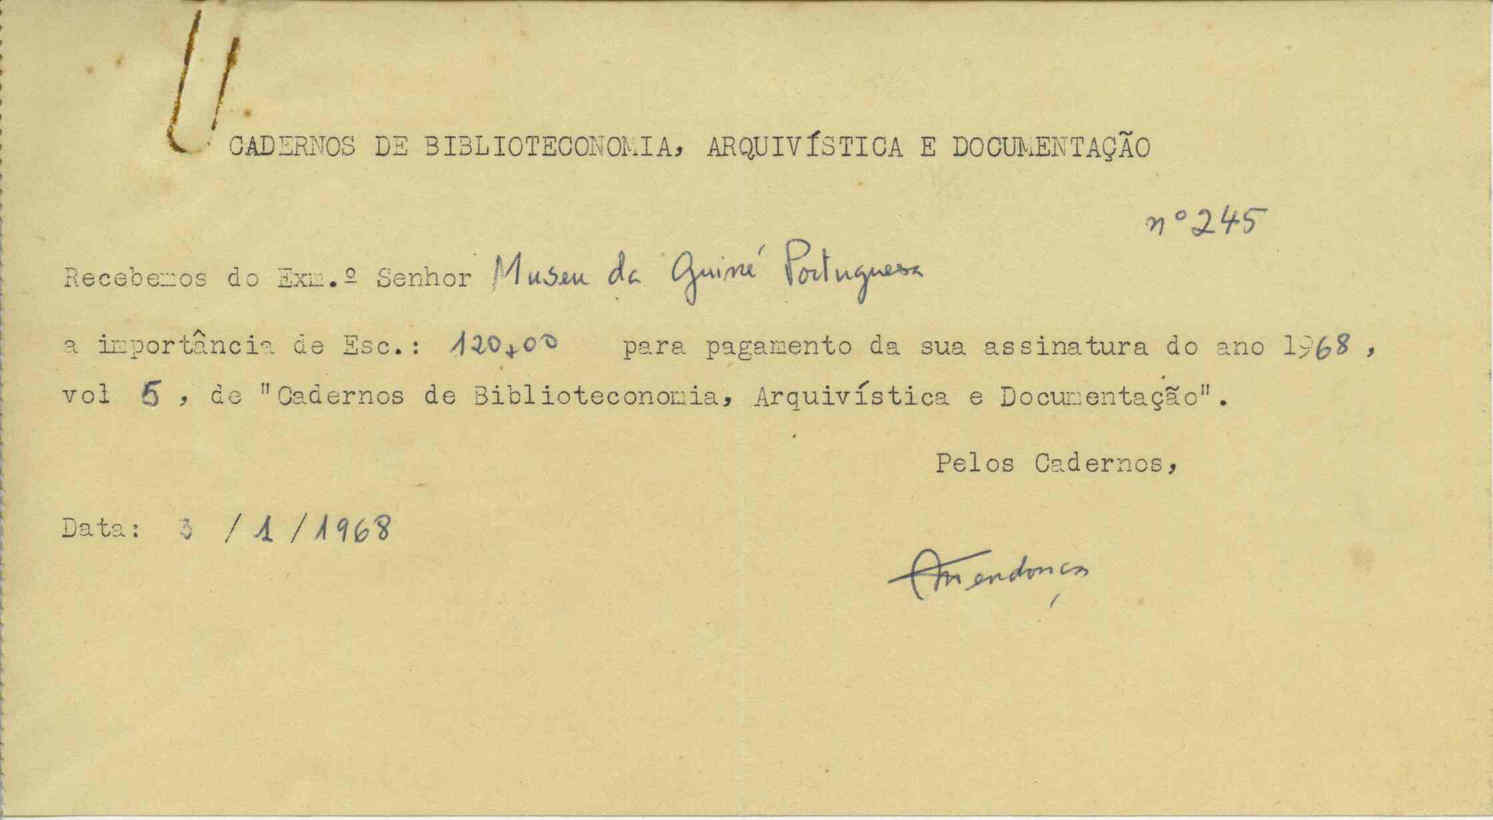 CADERNOS DE BIBLIOTECONOMIA, ARQUIVÍSTICA E DOCUMENTAÇÃO
nº 245
Recebemos do Exm.º Senhor Museu da Guiné Portuguesa
a importância de Esc.: 120$00 para pagamento da sua assinatura do ano 1968,
vol 5, de "Cadernos de Biblioteconomia, Arquivística e Documentação".
Pelos Cadernos,
Data: 3 / 1 / 1968
Mendonça